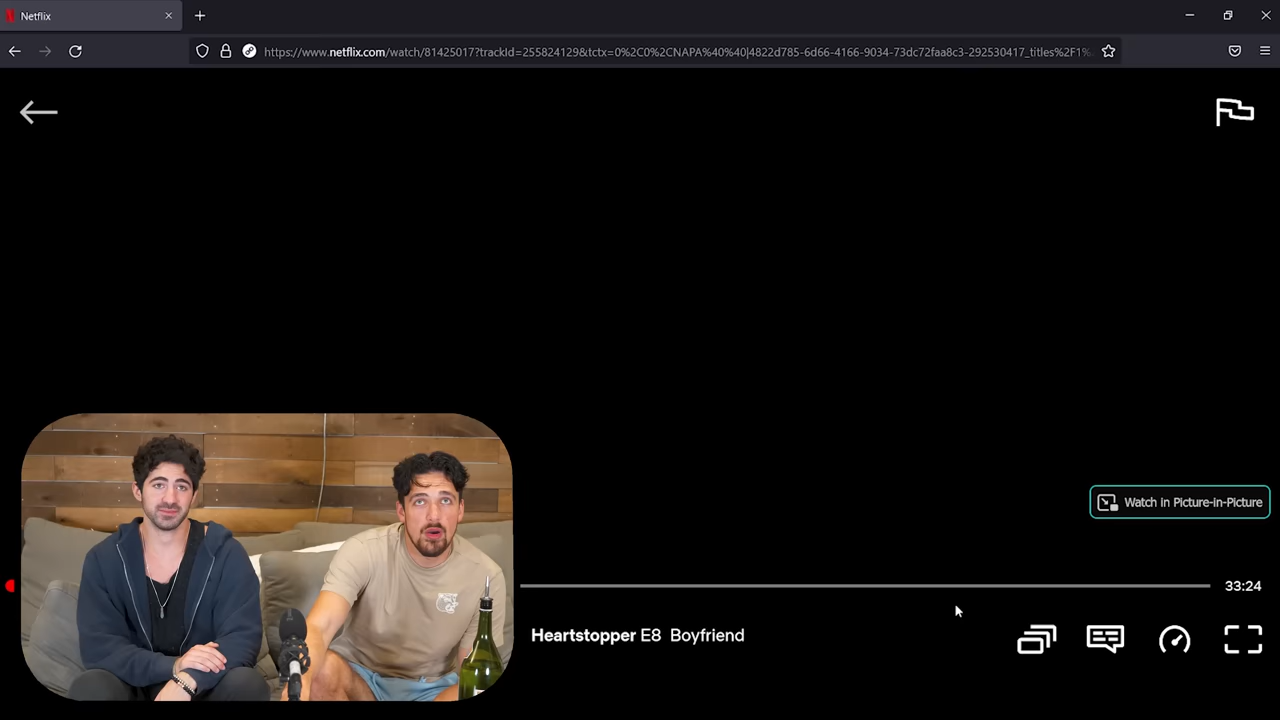 Netflix
https://www.netflix.com/watch/81425017?trackId=255824129&tctx=0%2C0%2CNAPA%40%40|4822d785-6d66-4166-9034-73dc72faa8c3-292530417_titles%2F1%
Watch in Picture-in-Picture
33:24
Heartstopper E8 Boyfriend